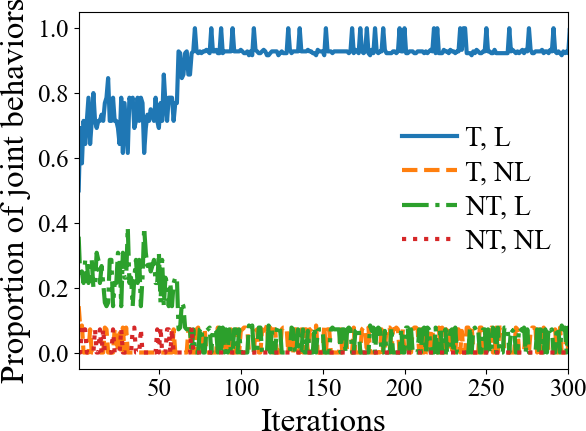 Proportion of joint behaviors
1.0
0.8
0.6
0.4
0.2
0.0
T, L
T, NL
NT, L
NT, NL
50
100
150
200
250
300
Iterations